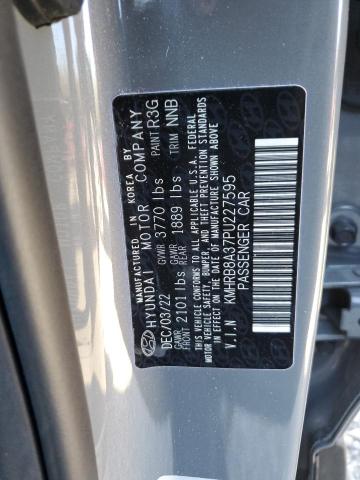 MADE IN KOREA
HYUNDAI MOTOR COMPANY
DEC/03/22 GVWR 3770 lbs PAINT R3G
GAWR FRONT 2101 lbs GAWR REAR 1889 lbs TRIM NNB
THIS VEHICLE CONFORMS TO ALL APPLICABLE U.S.A. FEDERAL
MOTOR VEHICLE SAFETY, BUMPER, AND THEFT PREVENTION
STANDARDS IN EFFECT ON THE DATE OF MANUFACTURE SHOWN ABOVE.
V.I.N KMHRB8A37PU227595
PASSENGER CAR